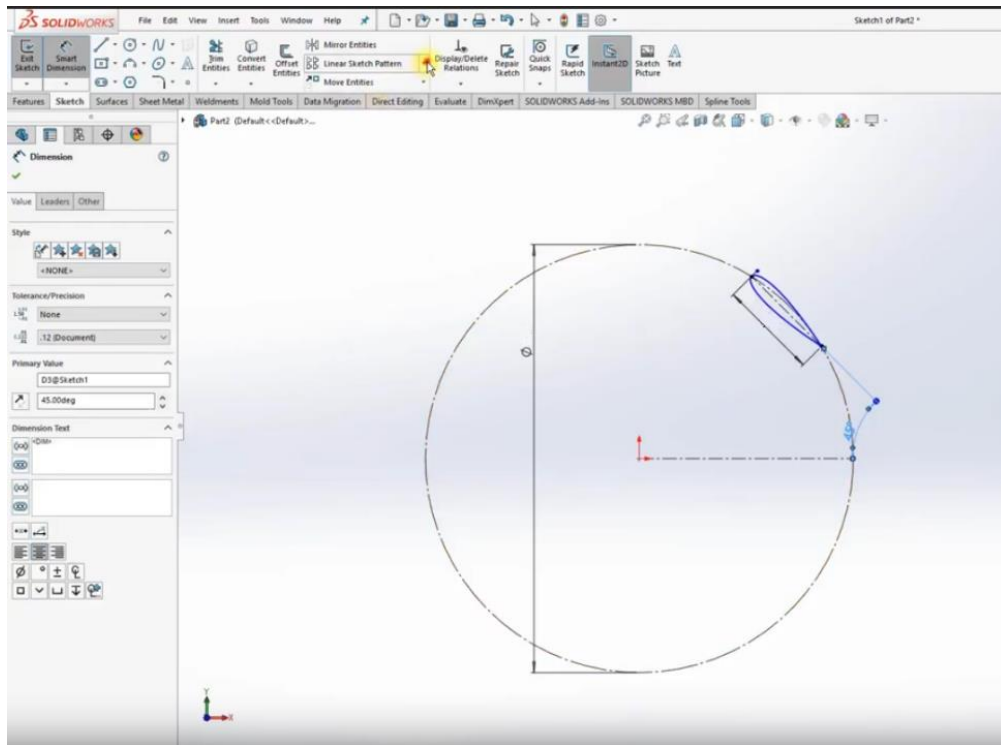 SOLIDWORKS File Edit View Insert Tools Window Help Sketch1 of Part2 *
Exit Sketch
Smart Dimension
Trim Entities
Convert Entities
Offset Entities
Mirror Entities
Linear Sketch Pattern
Move Entities
Display/Delete Relations
Repair Sketch
Quick Snaps
Rapid Sketch
Instant2D
Sketch Picture
Text
Features Sketch Surfaces Sheet Metal Weldments Mold Tools Data Migration Direct Editing Evaluate DimXpert SOLIDWORKS Add-Ins SOLIDWORKS MBD Spline Tools
Part2 (Default<<Default>...
Dimension
Value Leaders Other
Style
<NONE>
Tolerance/Precision
None
.12 (Document)
Primary Value
D3@Sketch1
45.00deg
Dimension Text
<DIM>
Y
X